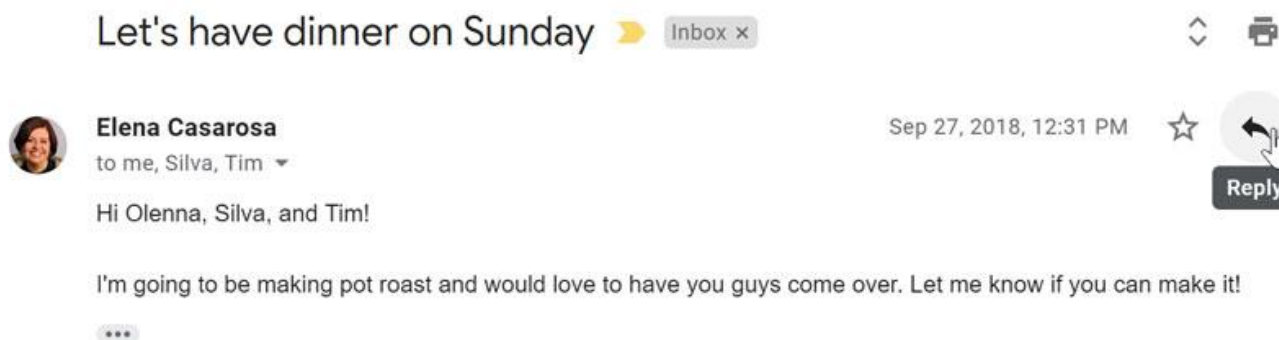 Let's have dinner on Sunday Inbox ×
Elena Casarosa Sep 27, 2018, 12:31 PM
to me, Silva, Tim
Reply
Hi Olenna, Silva, and Tim!
I'm going to be making pot roast and would love to have you guys come over. Let me know if you can make it!